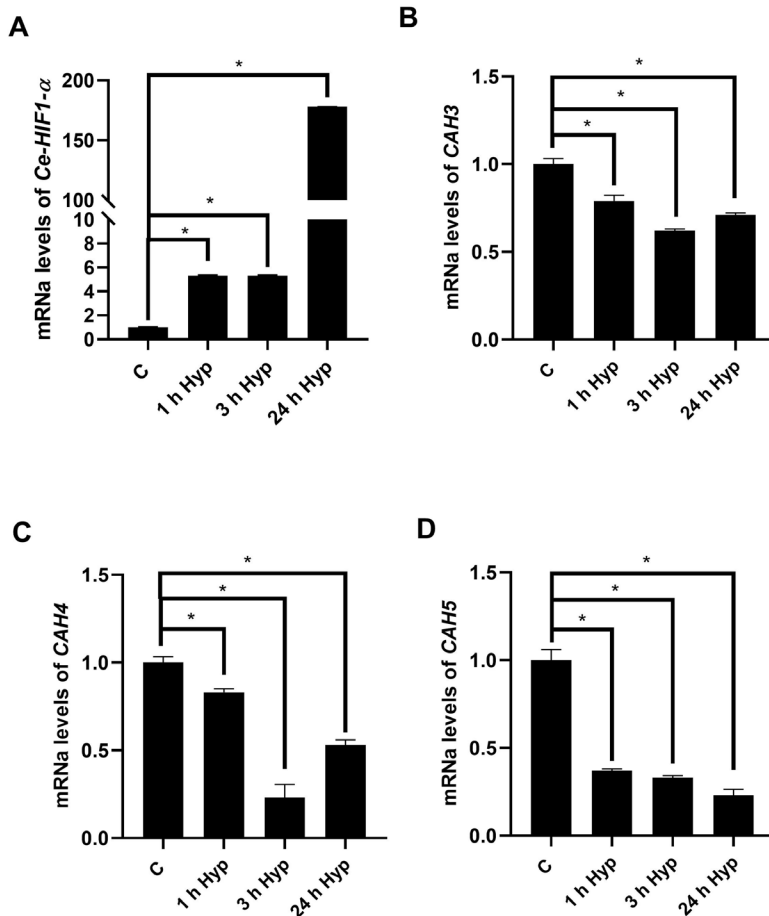 A
mRNa levels of Ce-HIF1-α
200
150
100
10
8
6
4
2
0
*
*
*
C
1 h Hyp
3 h Hyp
24 h Hyp
B
mRNa levels of CAH3
1.5
1.0
0.5
0.0
*
*
*
C
1 h Hyp
3 h Hyp
24 h Hyp
C
mRNa levels of CAH4
1.5
1.0
0.5
0.0
*
*
*
C
1 h Hyp
3 h Hyp
24 h Hyp
D
mRNa levels of CAH5
1.5
1.0
0.5
0.0
*
*
*
C
1 h Hyp
3 h Hyp
24 h Hyp